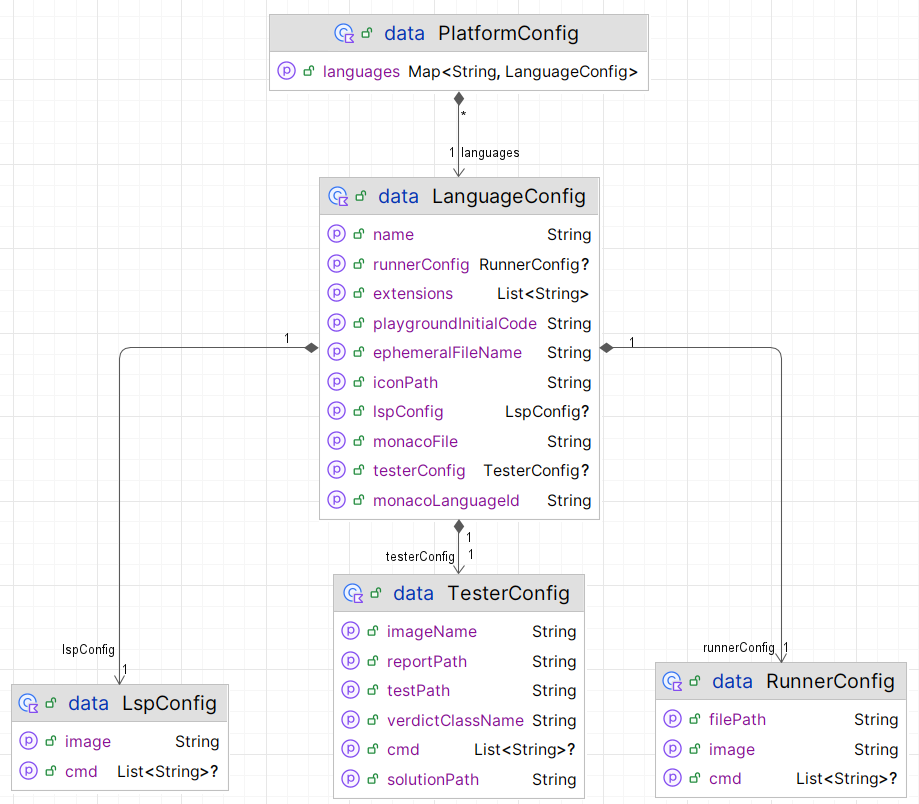 data PlatformConfig
languages Map<String, LanguageConfig>
*
1 languages
data LanguageConfig
name String
runnerConfig RunnerConfig?
extensions List<String>
playgroundInitialCode String
ephemeralFileName String
iconPath String
lspConfig LspConfig?
monacoFile String
testerConfig TesterConfig?
monacoLanguageId String
1
1
1
testerConfig 1
data TesterConfig
imageName String
reportPath String
testPath String
verdictClassName String
cmd List<String>?
solutionPath String
lspConfig
1
data LspConfig
image String
cmd List<String>?
runnerConfig 1
data RunnerConfig
filePath String
image String
cmd List<String>?